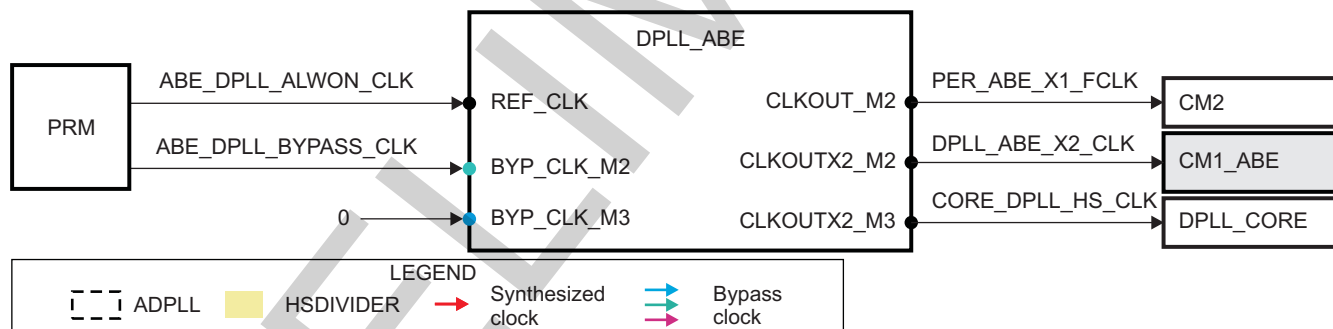 DPLL_ABE
PRM
ABE_DPLL_ALWON_CLK
REF_CLK
CLKOUT_M2
PER_ABE_X1_FCLK
CM2
ABE_DPLL_BYPASS_CLK
BYP_CLK_M2
CLKOUTX2_M2
DPLL_ABE_X2_CLK
CM1_ABE
0
BYP_CLK_M3
CLKOUTX2_M3
CORE_DPLL_HS_CLK
DPLL_CORE
LEGEND
ADPLL
HSDIVIDER
Synthesized
clock
Bypass
clock